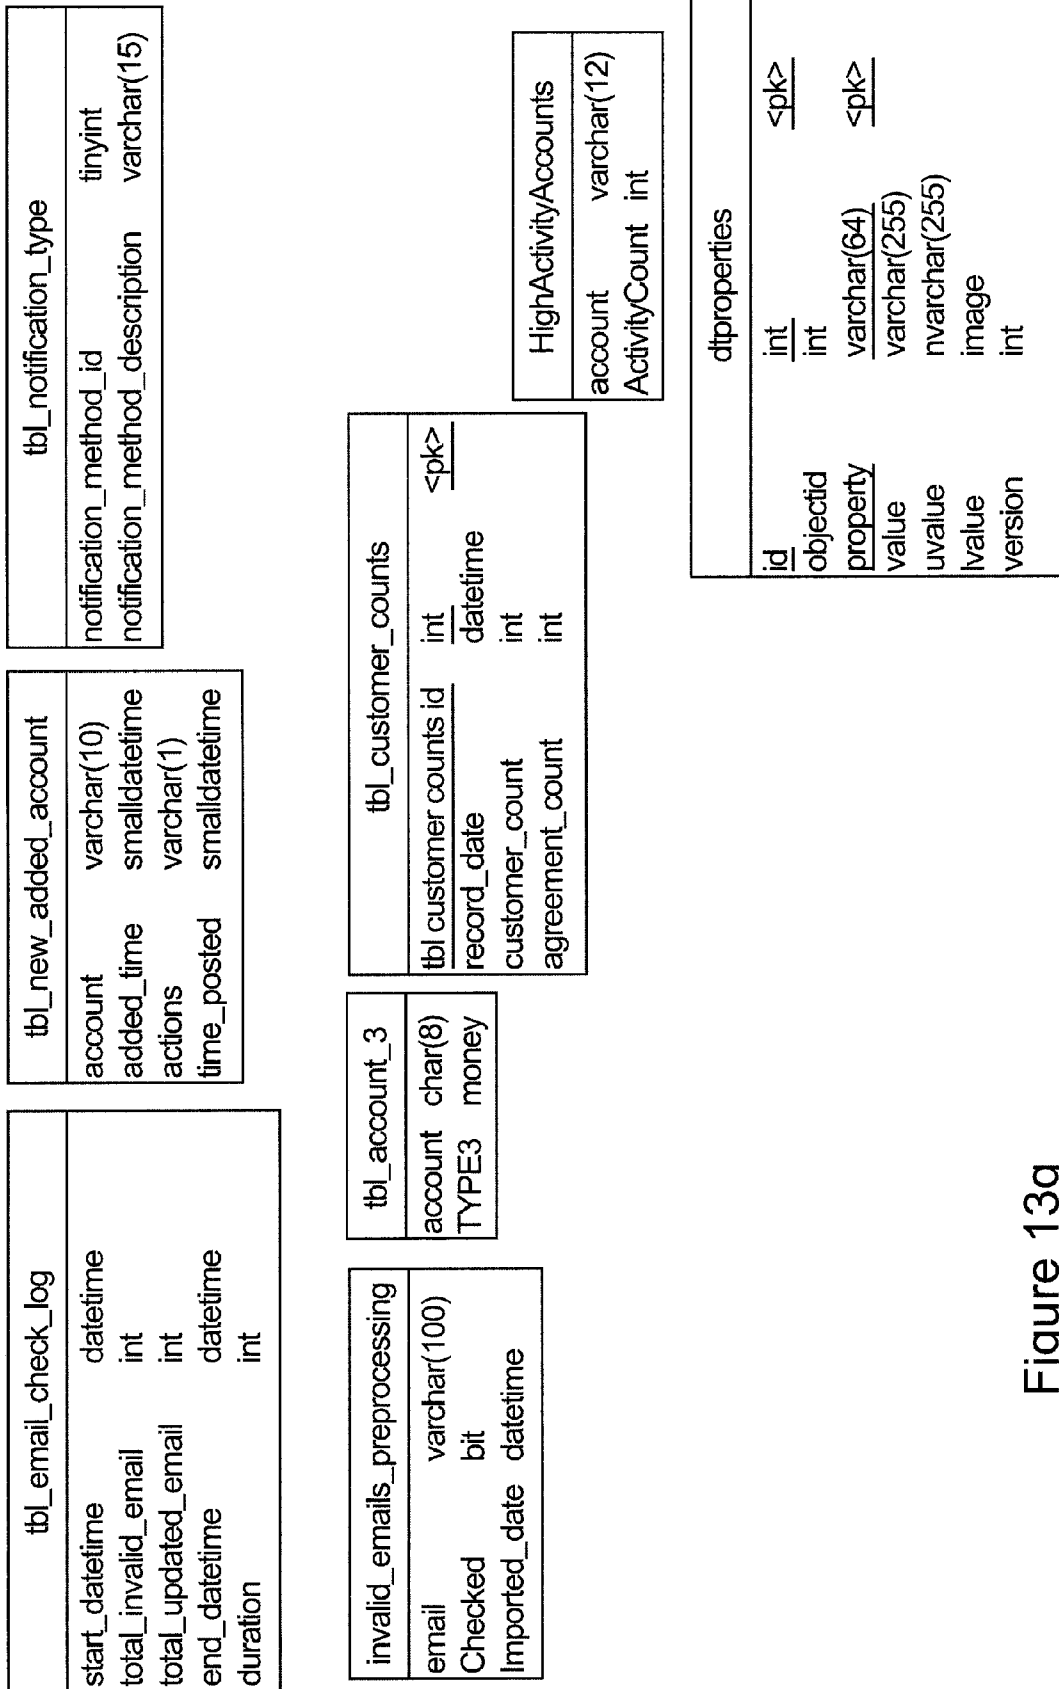 tbl_email_check_log
start_datetime datetime
total_invalid_email int
total_updated_email int
end_datetime datetime
duration int
tbl_new_added_account
account varchar(10)
added_time smalldatetime
actions varchar(1)
time_posted smalldatetime
tbl_notification_type
notification_method_id tinyint
notification_method_description varchar(15)
invalid_emails_preprocessing
email varchar(100)
Checked bit
Imported_date datetime
tbl_account_3
account char(8)
TYPE3 money
tbl_customer_counts
tbl customer counts id int <pk>
record_date datetime
customer_count int
agreement_count int
HighActivityAccounts
account varchar(12)
ActivityCount int
dtproperties
id int <pk>
objectid int
property varchar(64) <pk>
value varchar(255)
uvalue nvarchar(255)
lvalue image
version int
Figure 13q